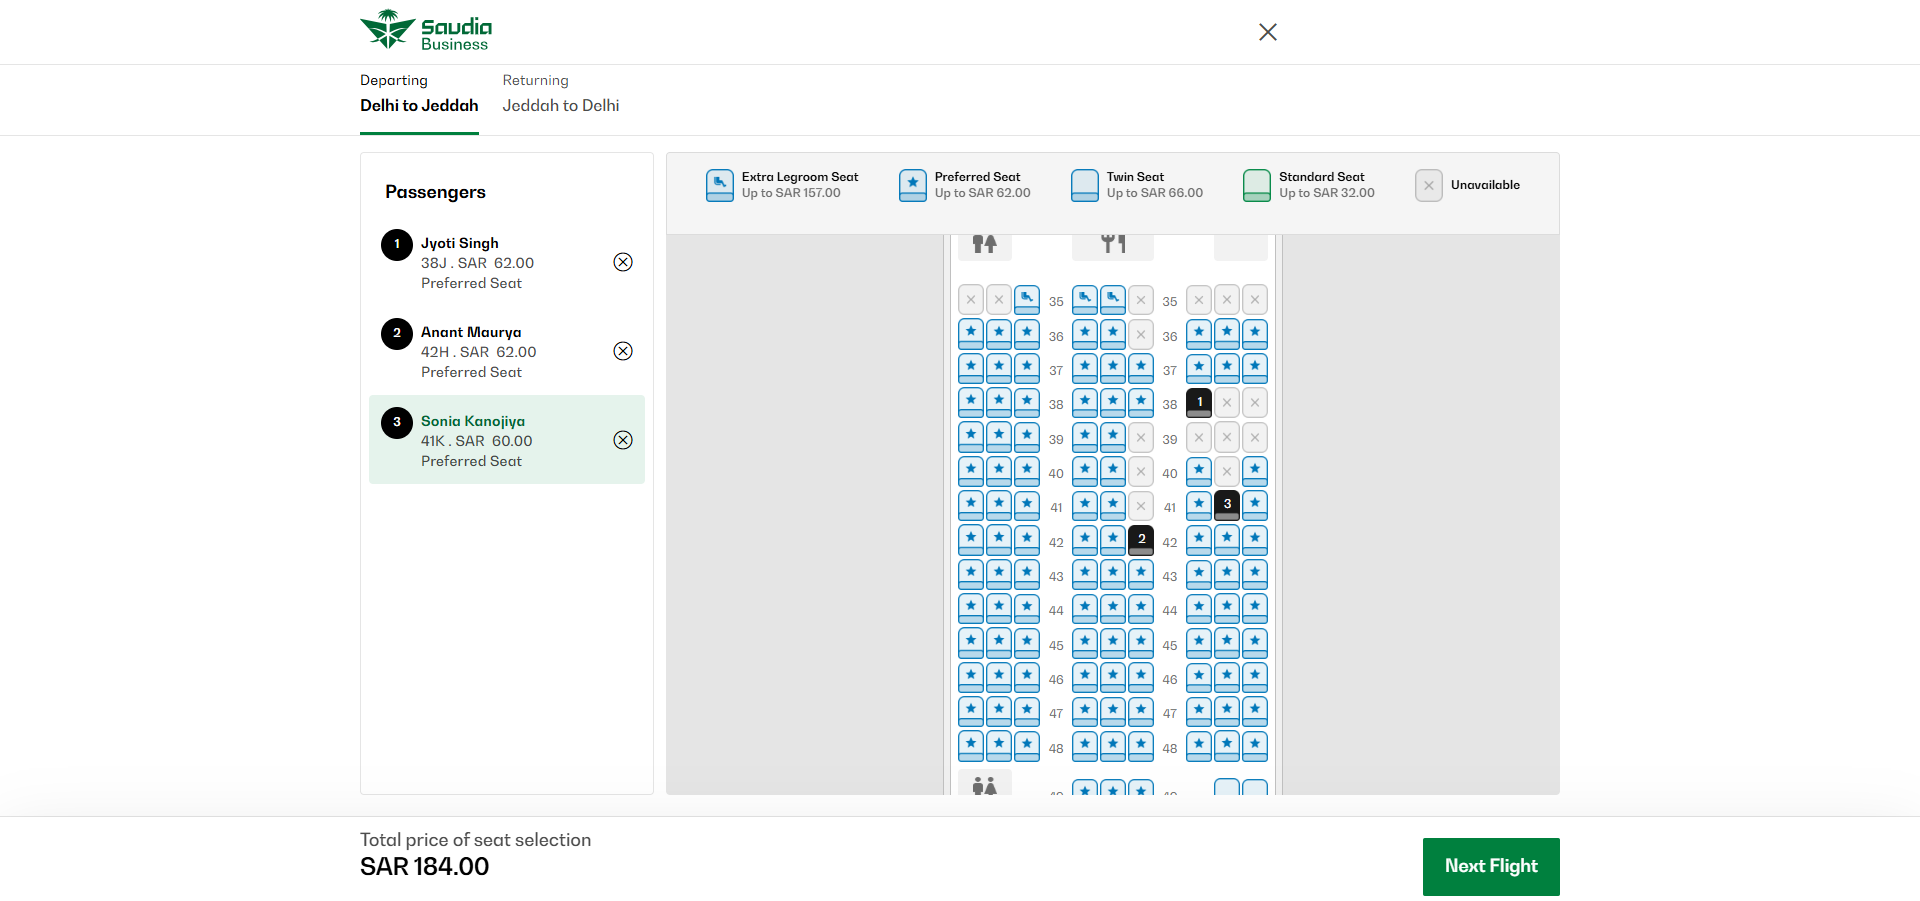 Saudia
Business
Departing
Delhi to Jeddah
Returning
Jeddah to Delhi
Passengers
1
Jyoti Singh
38J . SAR 62.00
Preferred Seat
2
Anant Maurya
42H . SAR 62.00
Preferred Seat
3
Sonia Kanojiya
41K . SAR 60.00
Preferred Seat
Extra Legroom Seat
Up to SAR 157.00
Preferred Seat
Up to SAR 62.00
Twin Seat
Up to SAR 66.00
Standard Seat
Up to SAR 32.00
Unavailable
35 35
36 36
37 37
38 38 1
39 39
40 40
41 41 3
42 2 42
43 43
44 44
45 45
46 46
47 47
48 48
Total price of seat selection
SAR 184.00
Next Flight